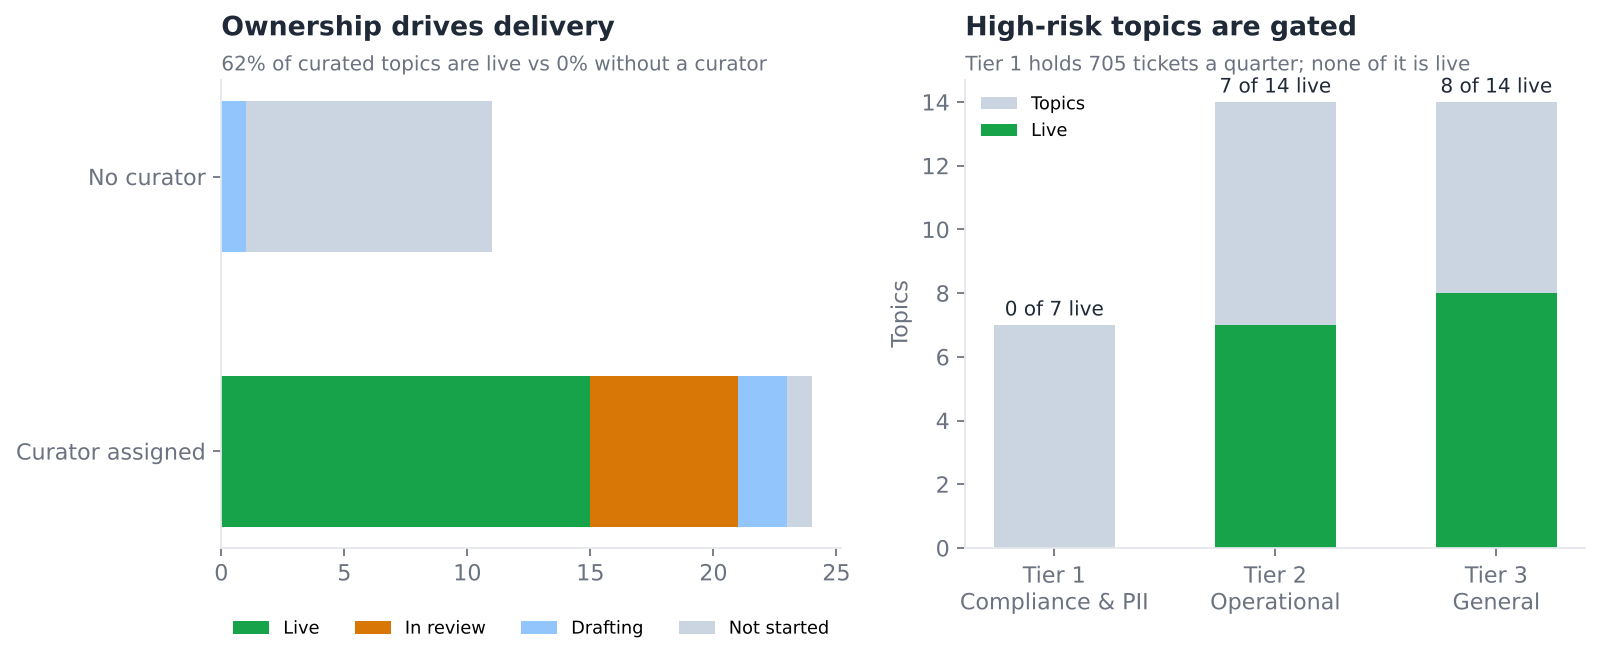 Ownership drives delivery
62% of curated topics are live vs 0% without a curator
No curator
Curator assigned
0 5 10 15 20 25
Live In review Drafting Not started
High-risk topics are gated
Tier 1 holds 705 tickets a quarter; none of it is live
Topics
Live
7 of 14 live
8 of 14 live
0 of 7 live
Topics
14
12
10
8
6
4
2
0
Tier 1
Compliance & PII
Tier 2
Operational
Tier 3
General